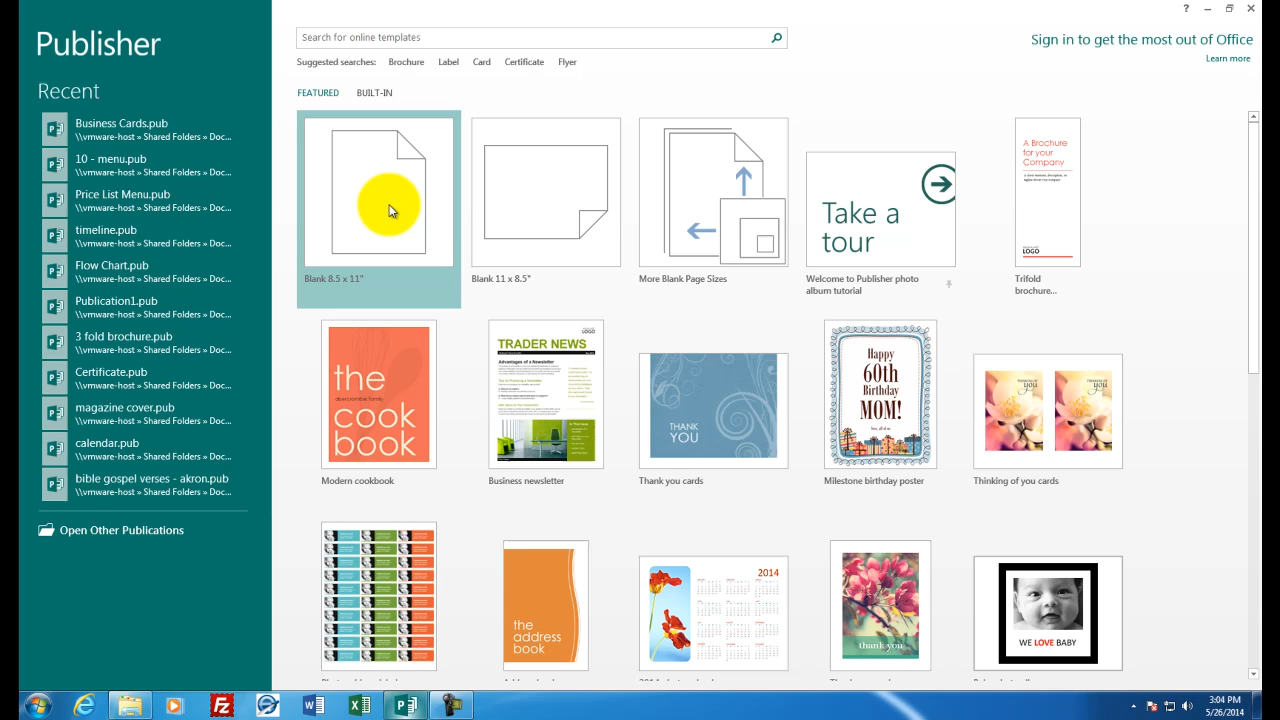 Publisher
Recent
Business Cards.pub
\\vmware-host » Shared Folders » Doc...
10 - menu.pub
\\vmware-host » Shared Folders » Doc...
Price List Menu.pub
\\vmware-host » Shared Folders » Doc...
timeline.pub
\\vmware-host » Shared Folders » Doc...
Flow Chart.pub
\\vmware-host » Shared Folders » Doc...
Publication1.pub
\\vmware-host » Shared Folders » Doc...
3 fold brochure.pub
\\vmware-host » Shared Folders » Doc...
Certificate.pub
\\vmware-host » Shared Folders » Doc...
magazine cover.pub
\\vmware-host » Shared Folders » Doc...
calendar.pub
\\vmware-host » Shared Folders » Doc...
bible gospel verses - akron.pub
\\vmware-host » Shared Folders » Doc...
Open Other Publications
?
Search for online templates
Sign in to get the most out of Office
Learn more
Suggested searches: Brochure Label Card Certificate Flyer
FEATURED BUILT-IN
Take a
tour
A Brochure
for your
Company
LOGO
Blank 8.5 x 11"
Blank 11 x 8.5"
More Blank Page Sizes
Welcome to Publisher photo
album tutorial
Trifold
brochure...
the
cook
book
TRADER NEWS
Advantages of a Newsletter
THANK
YOU
Happy
60th
Birthday
MOM!
you
you
Modern cookbook
Business newsletter
Thank you cards
Milestone birthday poster
Thinking of you cards
the
address
book
2014
thank you
WE LOVE BABY
3:04 PM
5/26/2014